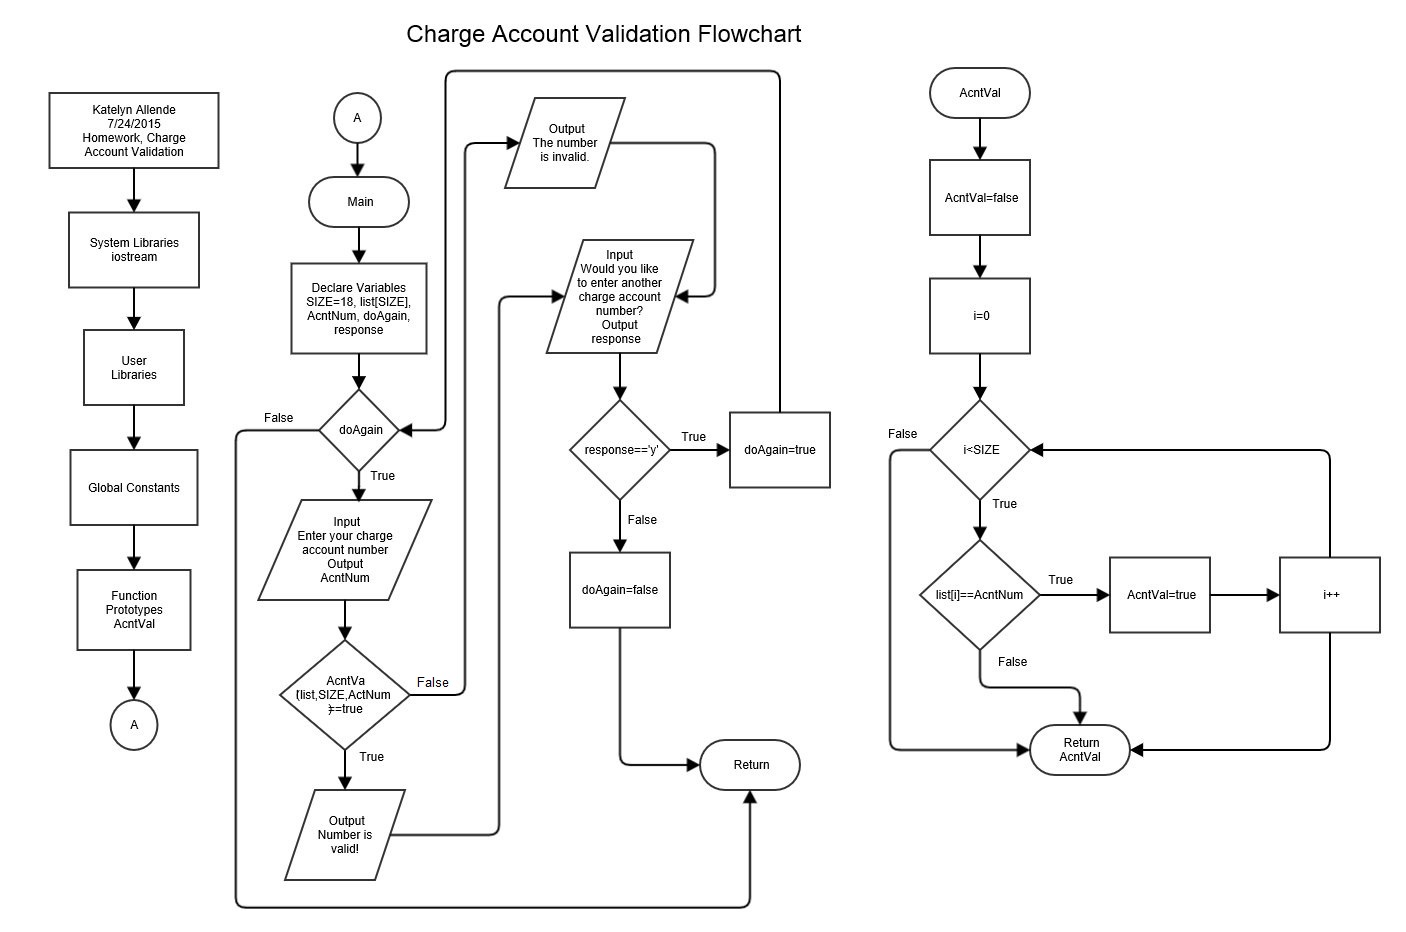 Charge Account Validation Flowchart
Katelyn Allende
7/24/2015
Homework, Charge
Account Validation
System Libraries
iostream
User
Libraries
Global Constants
Function
Prototypes
AcntVal
A
A
Main
Declare Variables
SIZE=18, list[SIZE],
AcntNum, doAgain,
response
doAgain
False
True
Input
Enter your charge
account number
Output
AcntNum
AcntVa
(list,SIZE,ActNum
)==true
False
True
Output
Number is
valid!
Output
The number
is invalid.
Input
Would you like
to enter another
charge account
number?
Output
response
response=='y'
True
doAgain=true
False
doAgain=false
Return
AcntVal
AcntVal=false
i=0
i<SIZE
False
True
list[i]==AcntNum
True
AcntVal=true
i++
False
Return
AcntVal